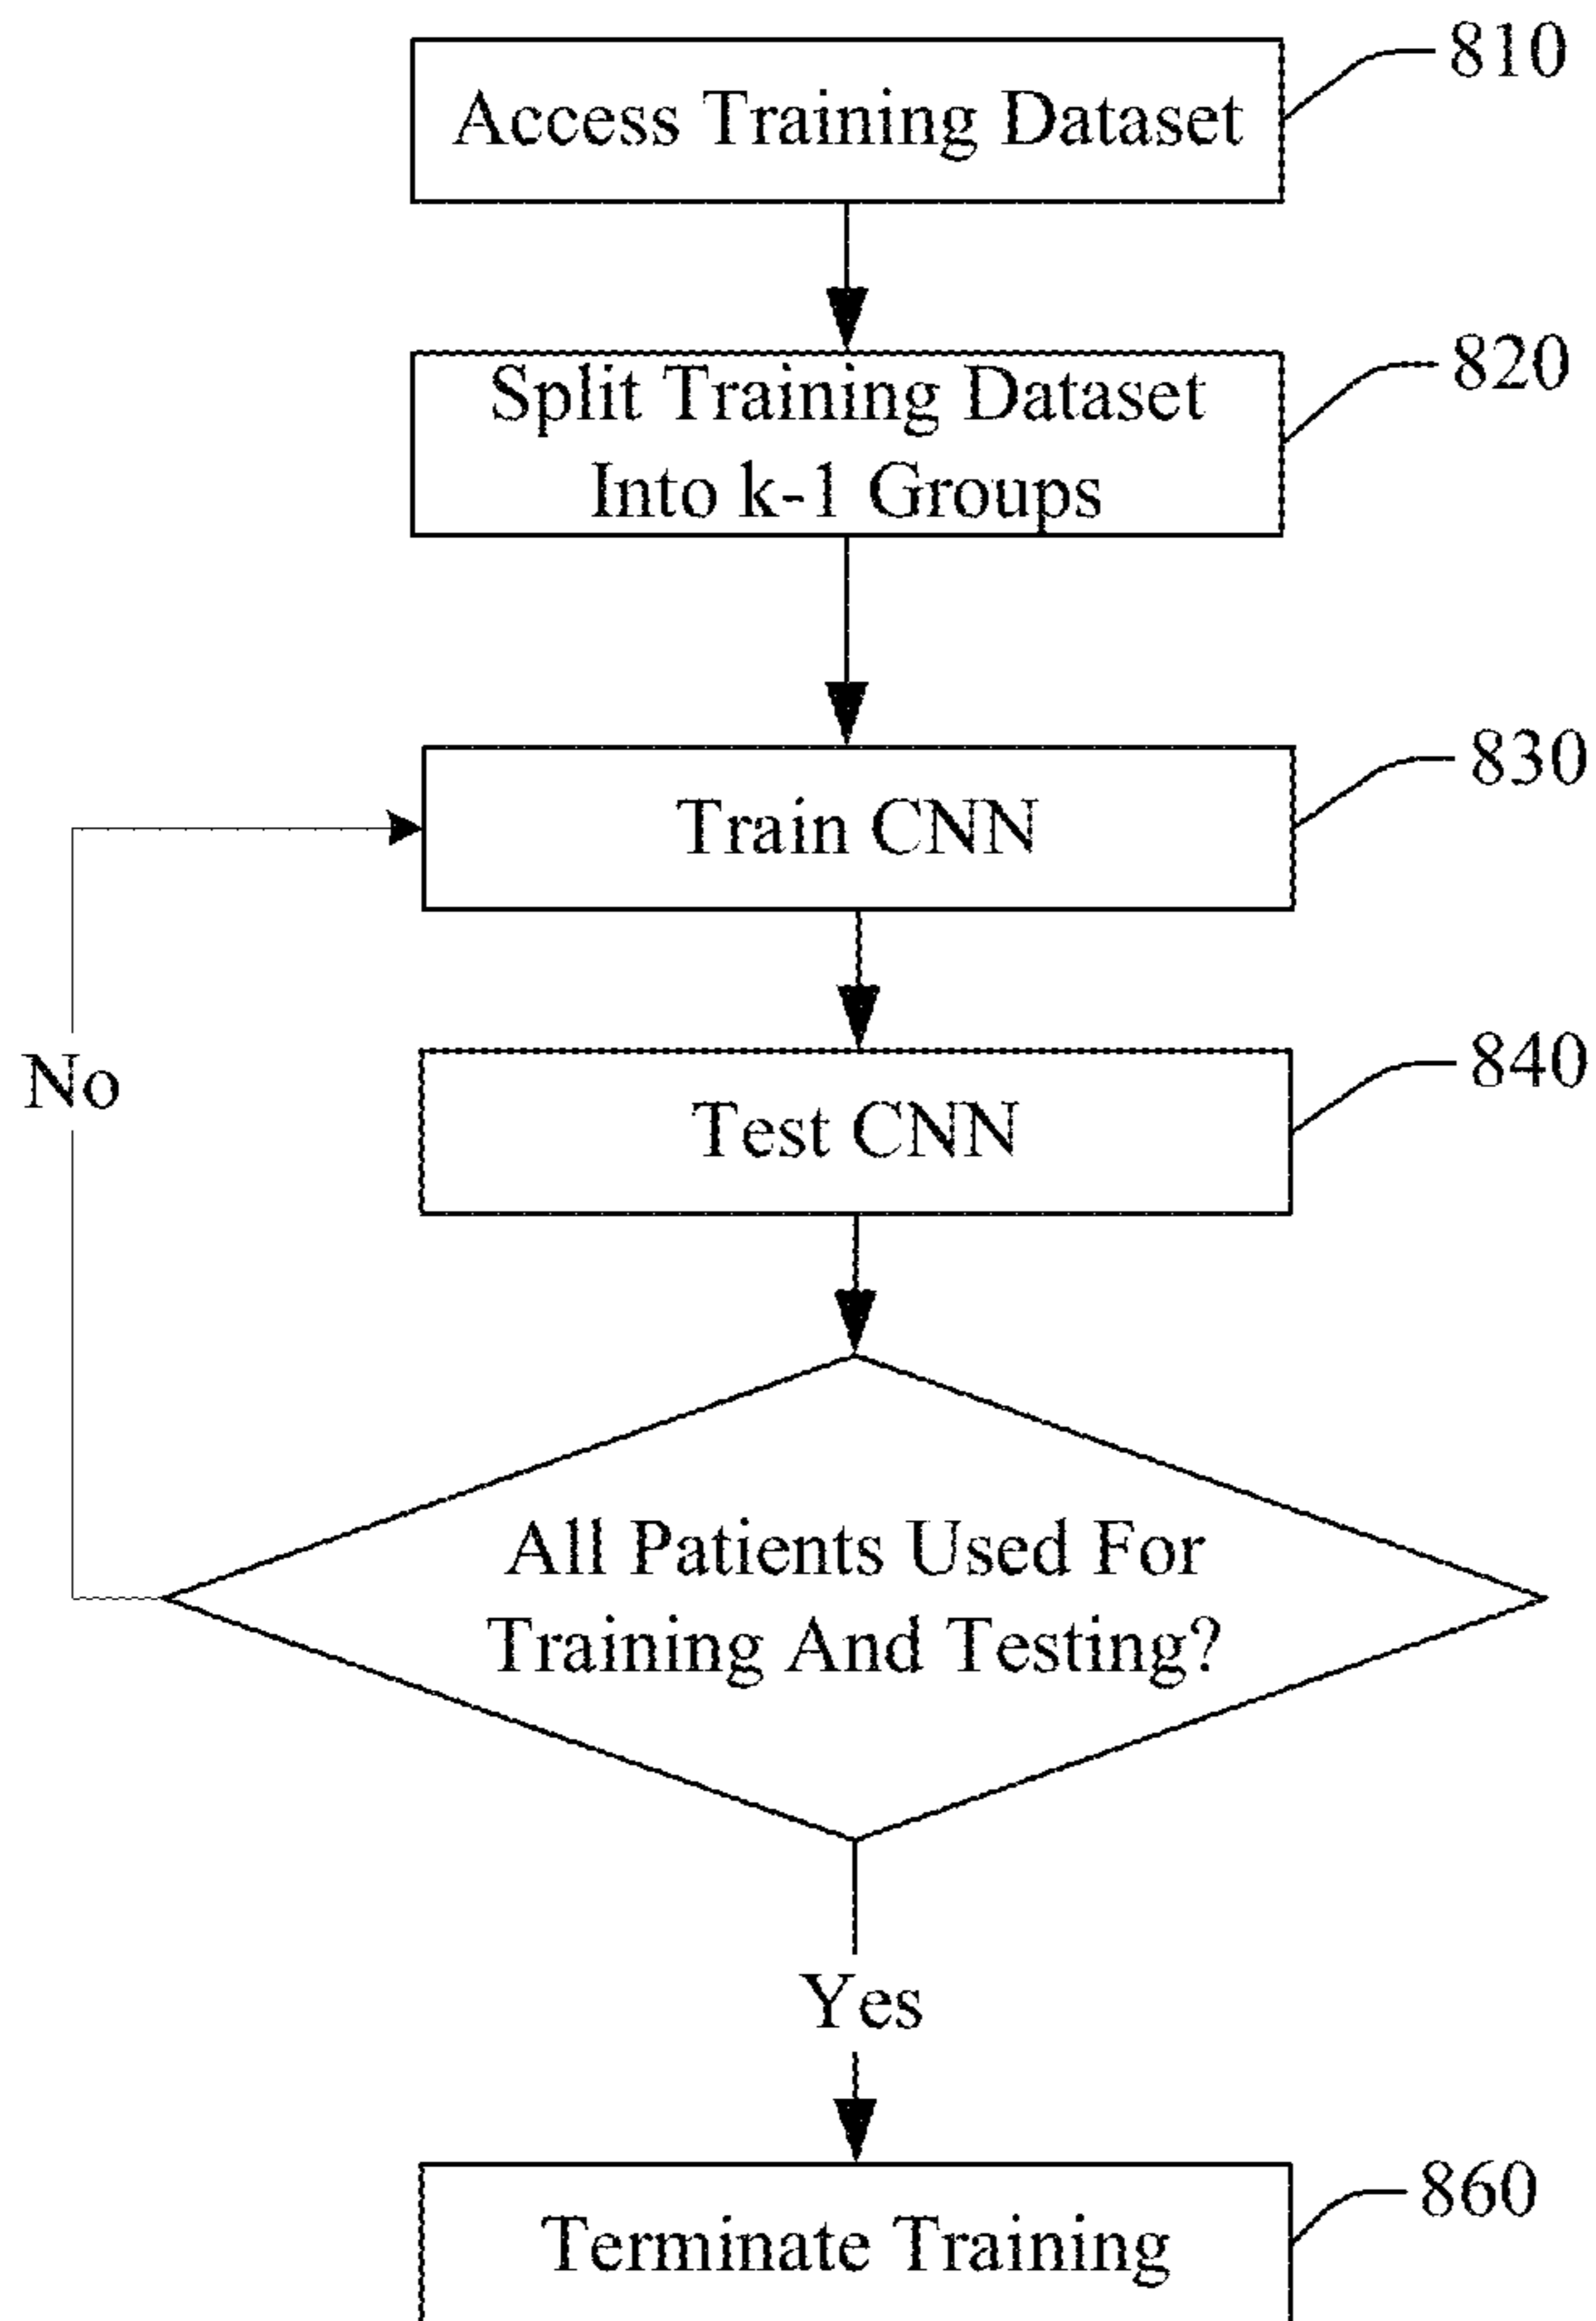 810
Access Training Dataset
820
Split Training Dataset
Into k-1 Groups
830
Train CNN
No
840
Test CNN
All Patients Used For
Training And Testing?
Yes
860
Terminate Training